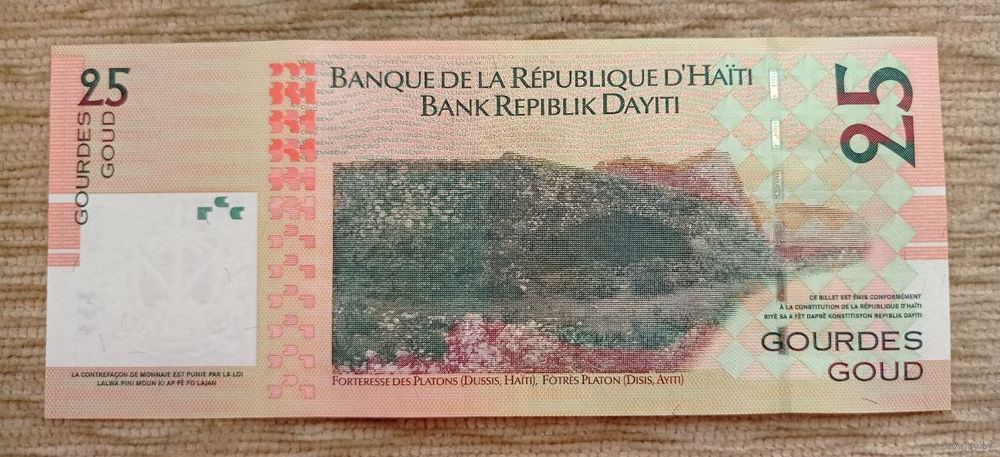 25
GOURDES
GOUD
BANQUE DE LA RÉPUBLIQUE D'HAÏTI
BANK REPIBLIK DAYITI
25
CE BILLET EST ÉMIS CONFORMÉMENT
À LA CONSTITUTION DE LA RÉPUBLIQUE D'HAÏTI
BIYÈ SA A FÈT DAPRÈ KONSTITISYON REPIBLIK DAYITI
GOURDES
GOUD
LA CONTREFAÇON DE MONNAIE EST PUNIE PAR LA LOI
LALWA PINI MOUN KI AP FÈ FO LAJAN
FORTERESSE DES PLATONS (DUSSIS, HAÏTI), FÒTRÈS PLATON (DISIS, AYITI)